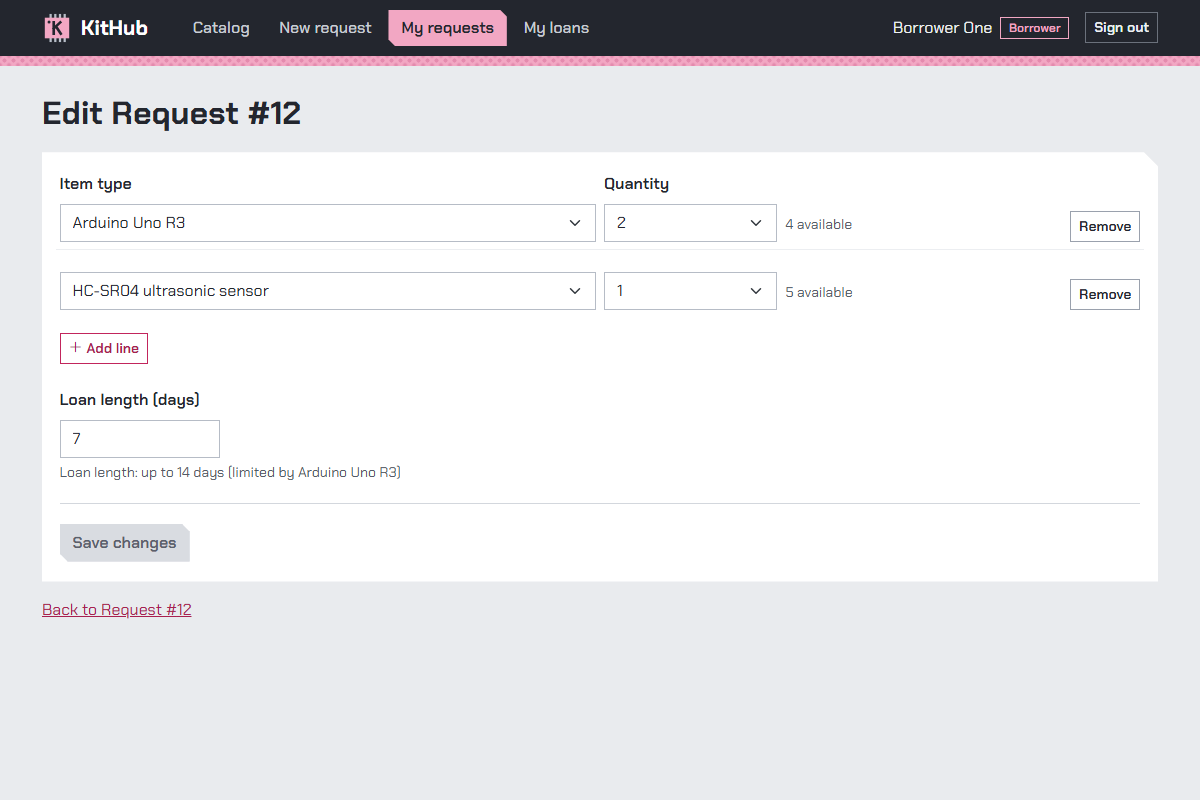 KitHub Catalog New request My requests My loans Borrower One Borrower Sign out
Edit Request #12
Item type Quantity
Arduino Uno R3 2 4 available Remove
HC-SR04 ultrasonic sensor 1 5 available Remove
+ Add line
Loan length (days)
7
Loan length: up to 14 days (limited by Arduino Uno R3)
Save changes
Back to Request #12